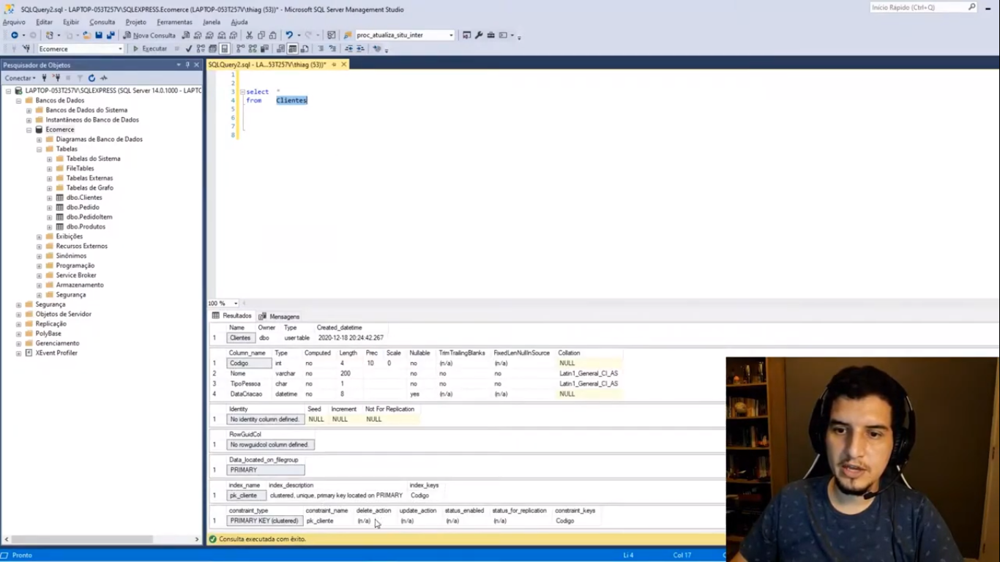 SQLQuery2.sql - LAPTOP-053T257V\SQLEXPRESS.Ecomerce (LAPTOP-053T257V\thiag (53))* - Microsoft SQL Server Management Studio
Início Rápido (Ctrl+Q)
Arquivo Editar Exibir Consulta Projeto Ferramentas Janela Ajuda
Nova Consulta proc_atualiza_situ_inter
Ecomerce Executar
Pesquisador de Objetos
SQLQuery2.sql - LA...53T257V\thiag (53))*
Conectar
LAPTOP-053T257V\SQLEXPRESS (SQL Server 14.0.1000 - LAPTO
Bancos de Dados
Bancos de Dados do Sistema
Instantâneos do Banco de Dados
Ecomerce
Diagramas de Banco de Dados
Tabelas
Tabelas do Sistema
FileTables
Tabelas Externas
Tabelas de Grafo
dbo.Clientes
dbo.Pedido
dbo.PedidoItem
dbo.Produtos
Exibições
Recursos Externos
Sinônimos
Programação
Service Broker
Armazenamento
Segurança
Segurança
Objetos de Servidor
Replicação
PolyBase
Gerenciamento
XEvent Profiler
1
2
3 select *
4 from Clientes
5
6
7
8
100 %
Resultados Mensagens
Name Owner Type Created_datetime
1 Clientes dbo user table 2020-12-18 20:24:42.267
Column_name Type Computed Length Prec Scale Nullable TrimTrailingBlanks FixedLenNullInSource Collation
1 Codigo int no 4 10 0 no (n/a) (n/a) NULL
2 Nome varchar no 200 no no no Latin1_General_CI_AS
3 TipoPessoa char no 1 no no no Latin1_General_CI_AS
4 DataCriacao datetime no 8 yes (n/a) (n/a) NULL
Identity Seed Increment Not For Replication
1 No identity column defined. NULL NULL NULL
RowGuidCol
1 No rowguidcol column defined.
Data_located_on_filegroup
1 PRIMARY
index_name index_description index_keys
1 pk_cliente clustered, unique, primary key located on PRIMARY Codigo
constraint_type constraint_name delete_action update_action status_enabled status_for_replication constraint_keys
1 PRIMARY KEY (clustered) pk_cliente (n/a) (n/a) (n/a) (n/a) Codigo
Consulta executada com êxito.
Pronto Li 4 Col 17